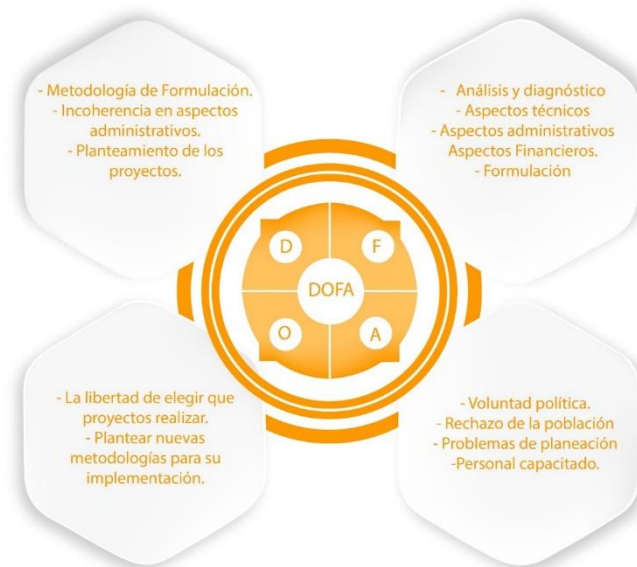 - Metodología de Formulación.
- Incoherencia en aspectos
administrativos.
- Planteamiento de los
proyectos.
- Análisis y diagnóstico
- Aspectos técnicos
- Aspectos administrativos
Aspectos Financieros.
- Formulación
D
F
DOFA
O
A
- La libertad de elegir que
proyectos realizar.
- Plantear nuevas
metodologías para su
implementación.
- Voluntad política.
- Rechazo de la población
- Problemas de planeación
-Personal capacitado.